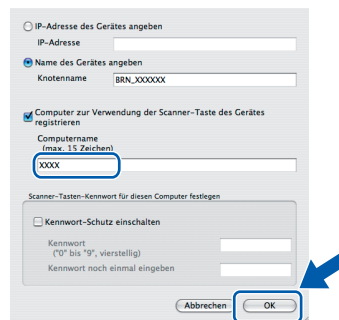 IP-Adresse des Gerätes angeben
IP-Adresse
Name des Gerätes angeben
Knotenname BRN_XXXXXX
Computer zur Verwendung der Scanner-Taste des Gerätes
registrieren
Computername
(max. 15 Zeichen)
XXXX
Scanner-Tasten-Kennwort für diesen Computer festlegen
Kennwort-Schutz einschalten
Kennwort
("0" bis "9", vierstellig)
Kennwort noch einmal eingeben
Abbrechen OK